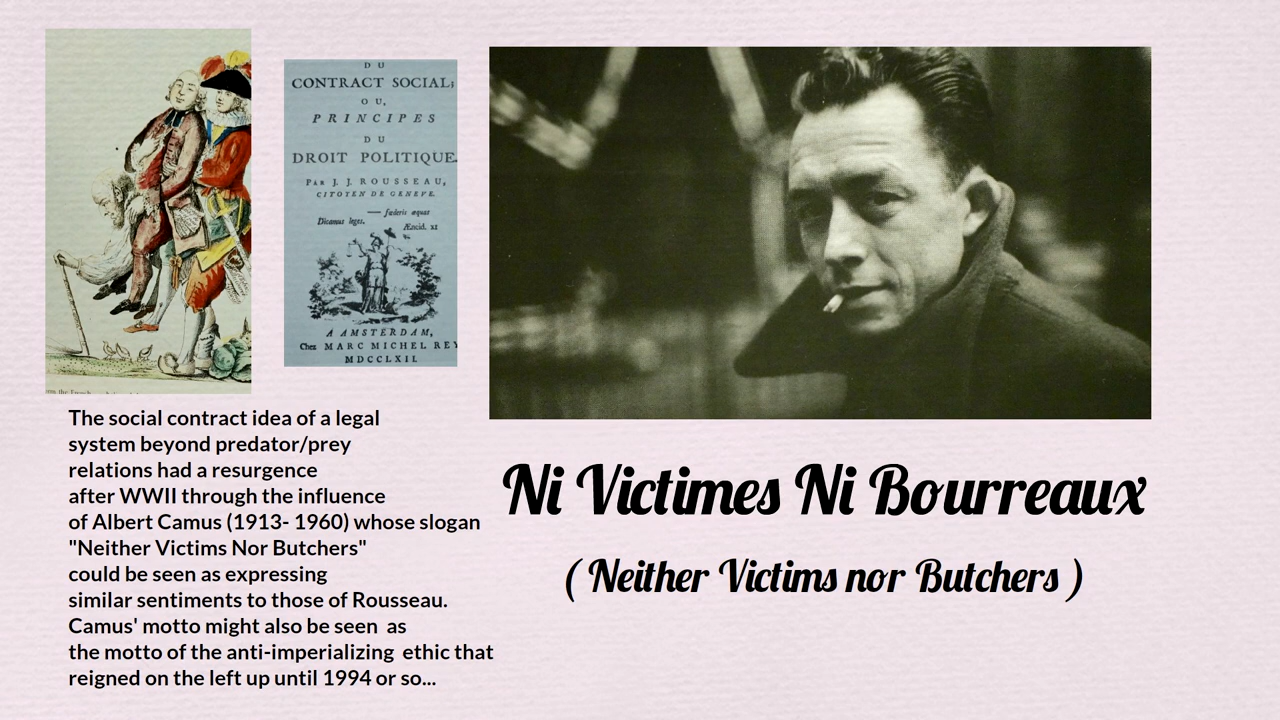 DU
CONTRACT SOCIAL;
OU,
PRINCIPES
DU
DROIT POLITIQUE.
PAR J. J. ROUSSEAU,
CITOYEN DE GENEVE.
— fœderis æquas
Dicamus leges.
Æneid. XI
A AMSTERDAM,
Chez MARC MICHEL REY
MDCCLXII.
The social contract idea of a legal
system beyond predator/prey
relations had a resurgence
after WWII through the influence
of Albert Camus (1913- 1960) whose slogan
"Neither Victims Nor Butchers"
could be seen as expressing
similar sentiments to those of Rousseau.
Camus' motto might also be seen as
the motto of the anti-imperializing ethic that
reigned on the left up until 1994 or so...
Ni Victimes Ni Bourreaux
( Neither Victims nor Butchers )